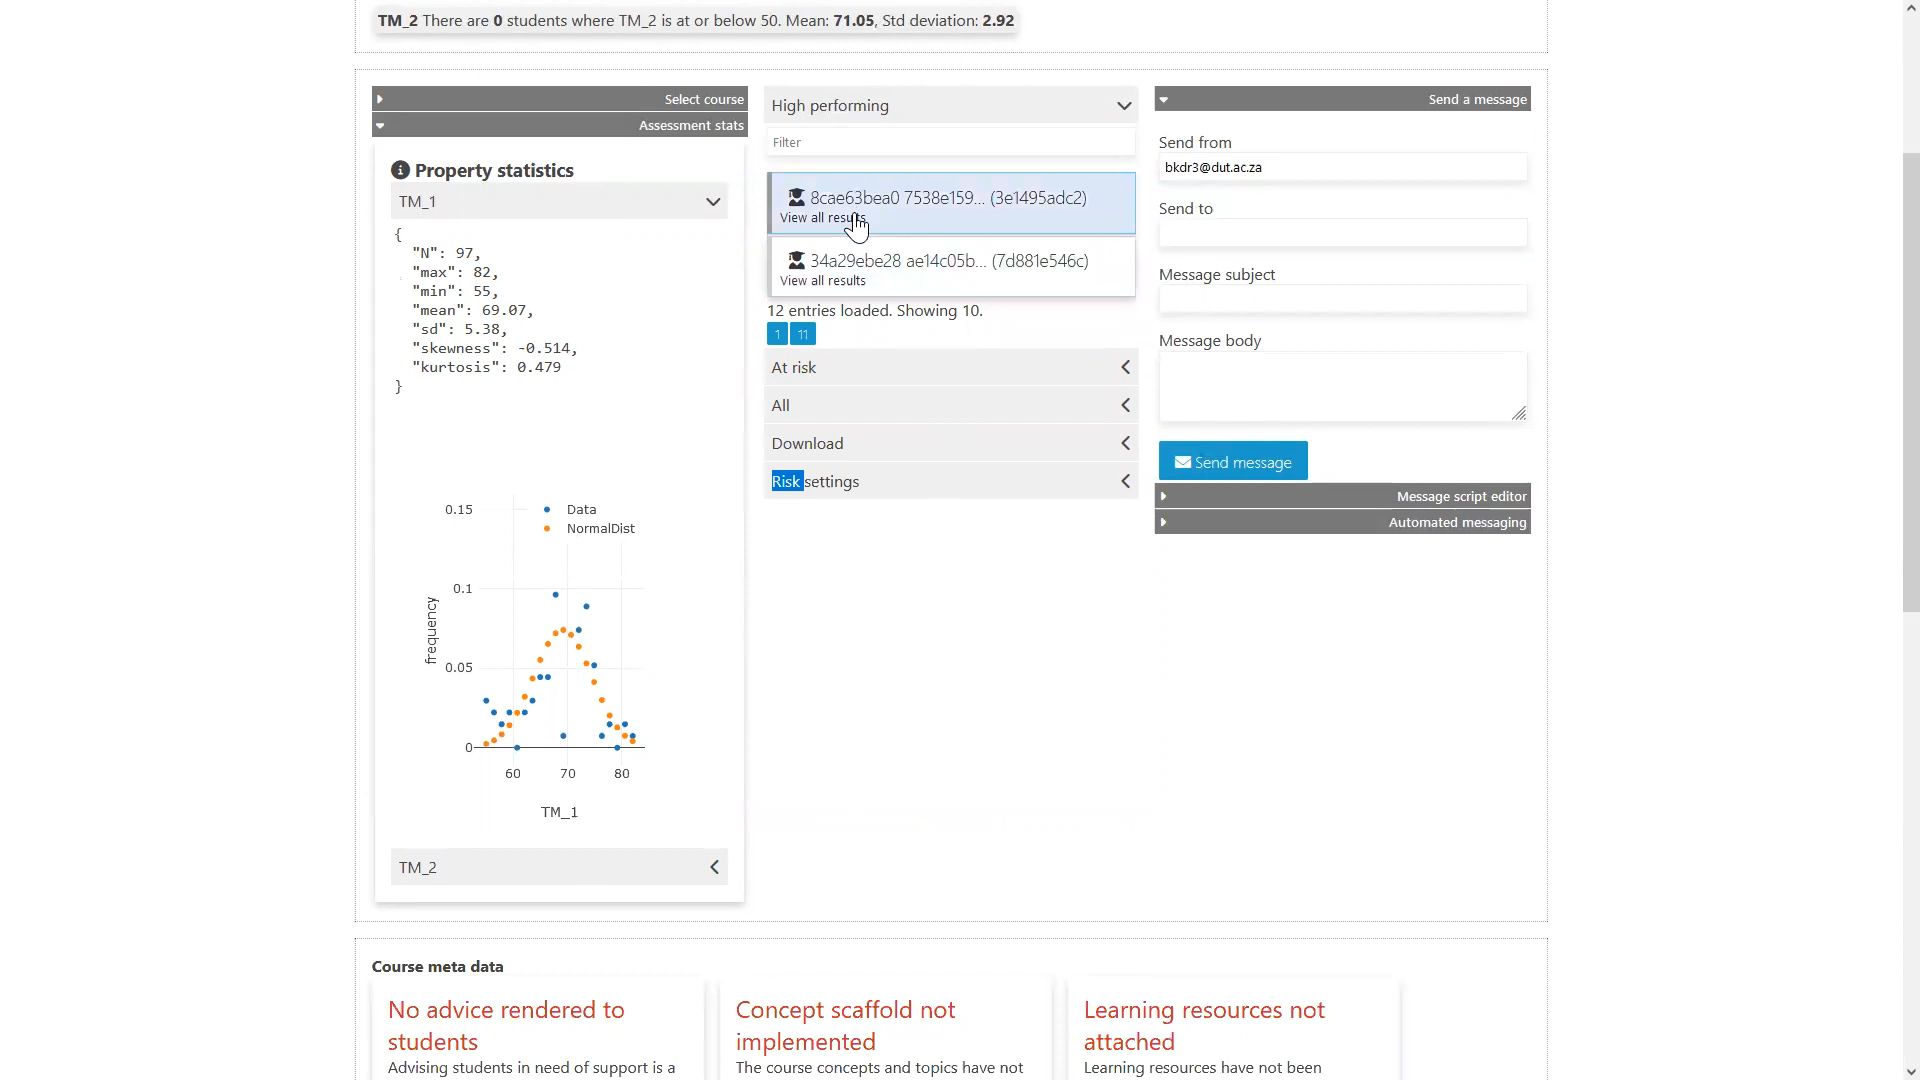 TM_2 There are 0 students where TM_2 is at or below 50. Mean: 71.05, Std deviation: 2.92
Select course
Assessment stats
Property statistics
TM_1
{
"N": 97,
"max": 82,
"min": 55,
"mean": 69.07,
"sd": 5.38,
"skewness": -0.514,
"kurtosis": 0.479
}
0.15
Data
NormalDist
0.1
frequency
0.05
0
60 70 80
TM_1
TM_2
High performing
Filter
8cae63bea0 7538e159... (3e1495adc2)
View all results
34a29ebe28 ae14c05b... (7d881e546c)
View all results
12 entries loaded. Showing 10.
1 11
At risk
All
Download
Risk settings
Send a message
Send from
bkdr3@dut.ac.za
Send to
Message subject
Message body
Send message
Message script editor
Automated messaging
Course meta data
No advice rendered to
students
Advising students in need of support is a
Concept scaffold not
implemented
The course concepts and topics have not
Learning resources not
attached
Learning resources have not been